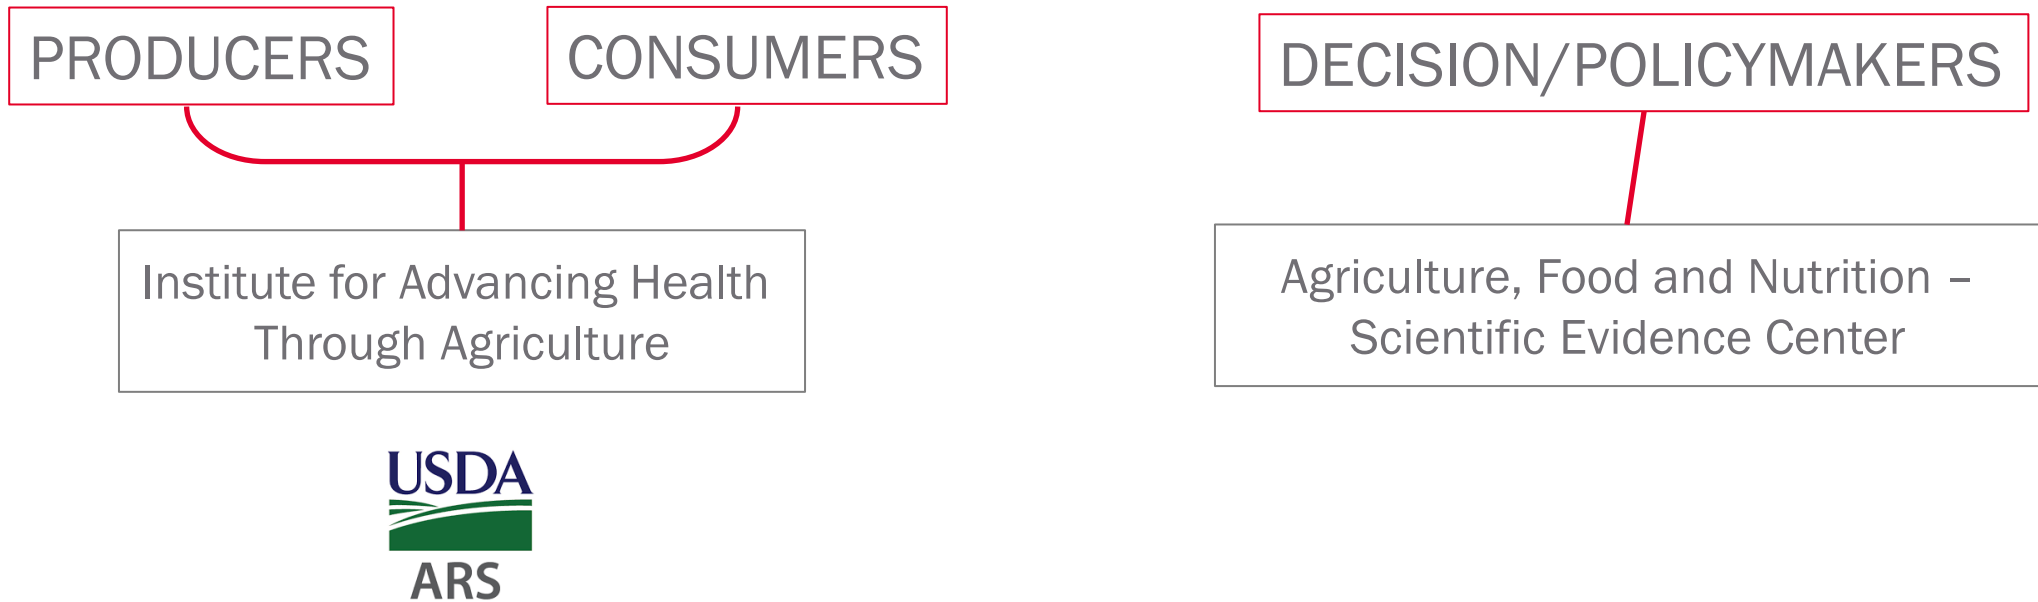 PRODUCERS
CONSUMERS
DECISION/POLICYMAKERS
Institute for Advancing Health
Through Agriculture
Agriculture, Food and Nutrition –
Scientific Evidence Center
USDA
ARS